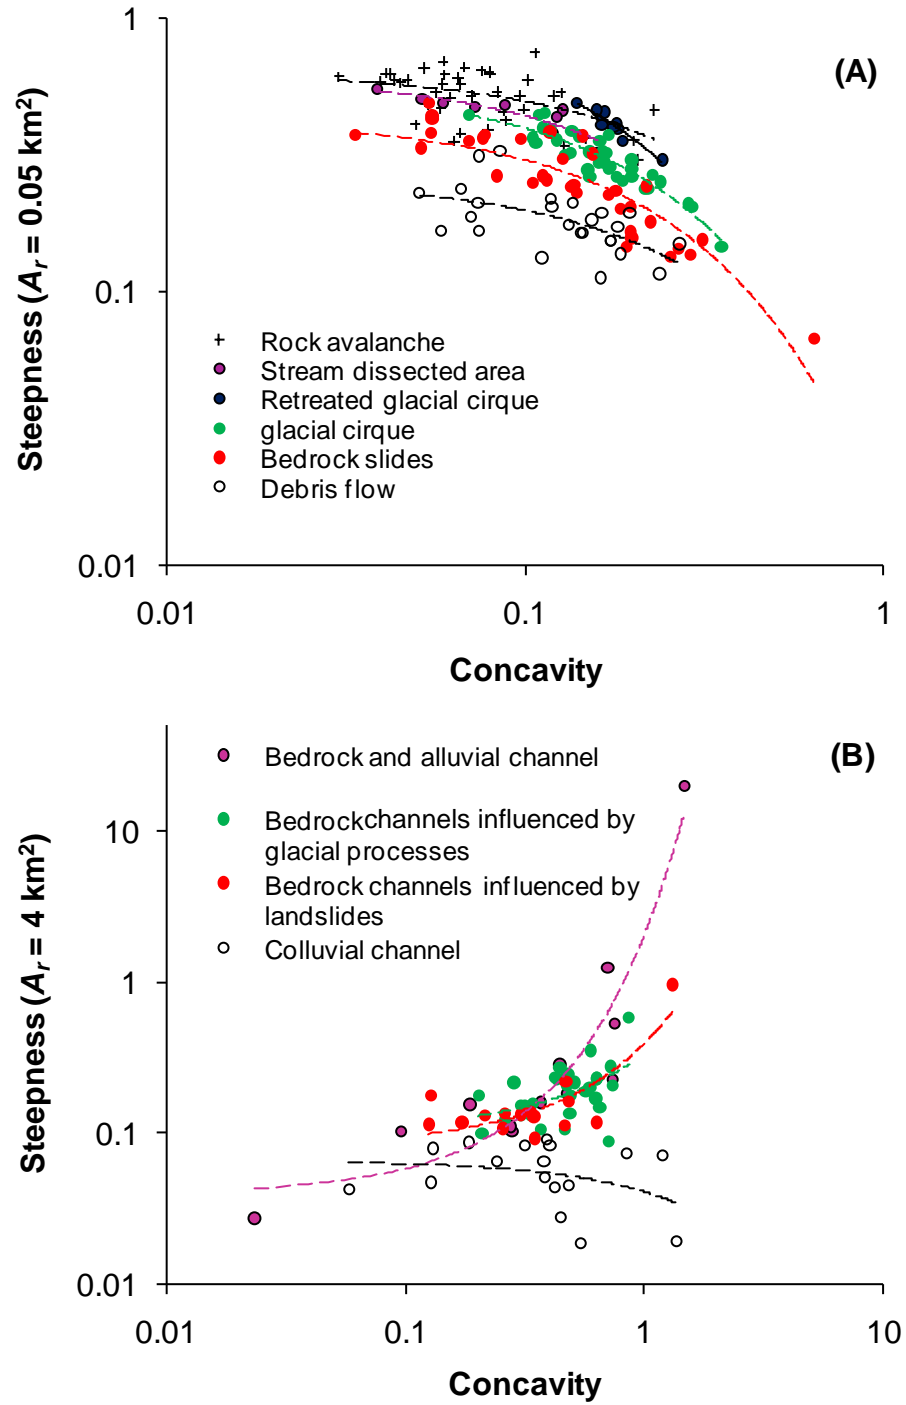 1
(A)
Steepness (Ar = 0.05 km²)
0.1
Rock avalanche
Stream dissected area
Retreated glacial cirque
glacial cirque
Bedrock slides
Debris flow
0.01
0.01
0.1
1
Concavity
(B)
Bedrock and alluvial channel
Bedrock channels influenced by
glacial processes
Bedrock channels influenced by
landslides
Colluvial channel
Steepness (Ar = 4 km²)
10
1
0.1
0.01
0.01
0.1
1
10
Concavity